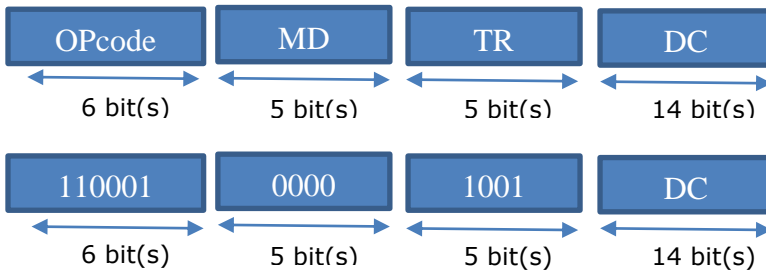 OPcode MD TR DC
6 bit(s) 5 bit(s) 5 bit(s) 14 bit(s)
110001 0000 1001 DC
6 bit(s) 5 bit(s) 5 bit(s) 14 bit(s)